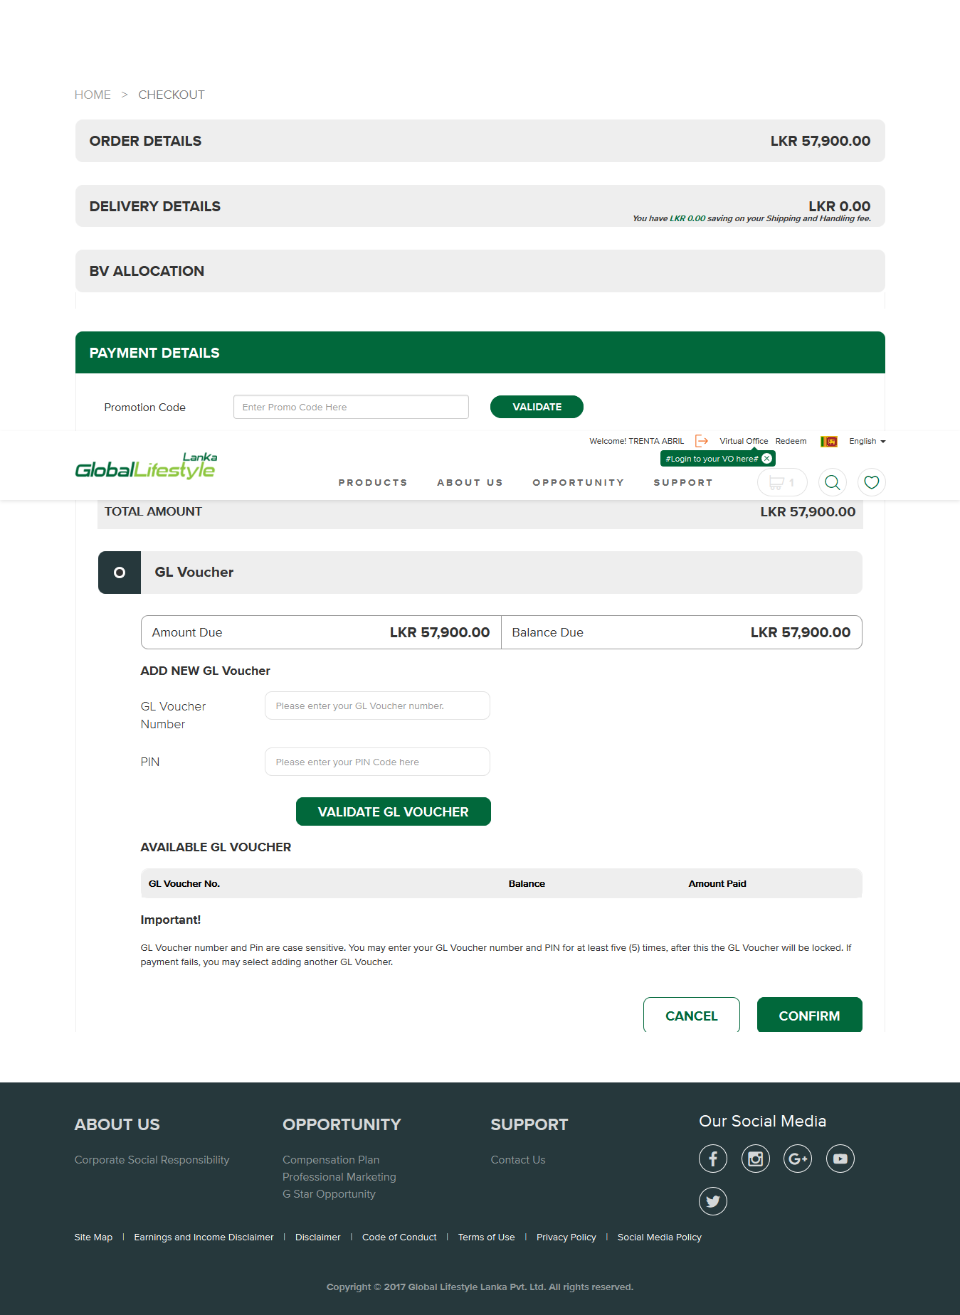 HOME > CHECKOUT
ORDER DETAILS LKR 57,900.00
DELIVERY DETAILS LKR 0.00
You have LKR 0.00 saving on your Shipping and Handling fee.
BV ALLOCATION
PAYMENT DETAILS
Promotion Code Enter Promo Code Here VALIDATE
Welcome! TRENTA ABRIL Virtual Office Redeem English
#Login to your VO here#
Lanka
GlobalLifestyle
PRODUCTS ABOUT US OPPORTUNITY SUPPORT 1
TOTAL AMOUNT LKR 57,900.00
GL Voucher
Amount Due LKR 57,900.00 Balance Due LKR 57,900.00
ADD NEW GL Voucher
GL Voucher Number Please enter your GL Voucher number.
PIN Please enter your PIN Code here
VALIDATE GL VOUCHER
AVAILABLE GL VOUCHER
GL Voucher No. Balance Amount Paid
Important!
GL Voucher number and Pin are case sensitive. You may enter your GL Voucher number and PIN for at least five (5) times, after this the GL Voucher will be locked. If
payment fails, you may select adding another GL Voucher.
CANCEL CONFIRM
ABOUT US OPPORTUNITY SUPPORT Our Social Media
Corporate Social Responsibility Compensation Plan Contact Us
Professional Marketing
G Star Opportunity
Site Map | Earnings and Income Disclaimer | Disclaimer | Code of Conduct | Terms of Use | Privacy Policy | Social Media Policy
Copyright © 2017 Global Lifestyle Lanka Pvt. Ltd. All rights reserved.